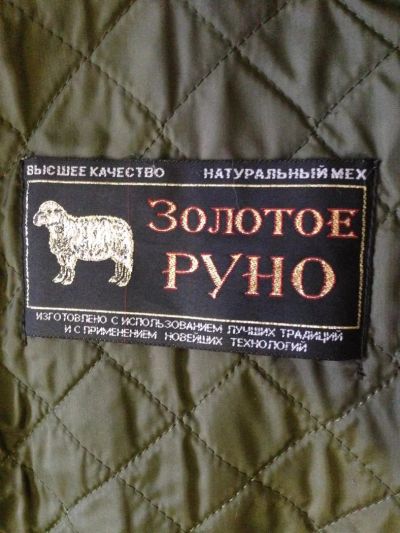 ВЫСШЕЕ КАЧЕСТВО НАТУРАЛЬНЫЙ МЕХ
ЗОЛОТОЕ
РУНО
ИЗГОТОВЛЕНО С ИСПОЛЬЗОВАНИЕМ ЛУЧШИХ ТРАДИЦИЙ
И С ПРИМЕНЕНИЕМ НОВЕЙШИХ ТЕХНОЛОГИЙ